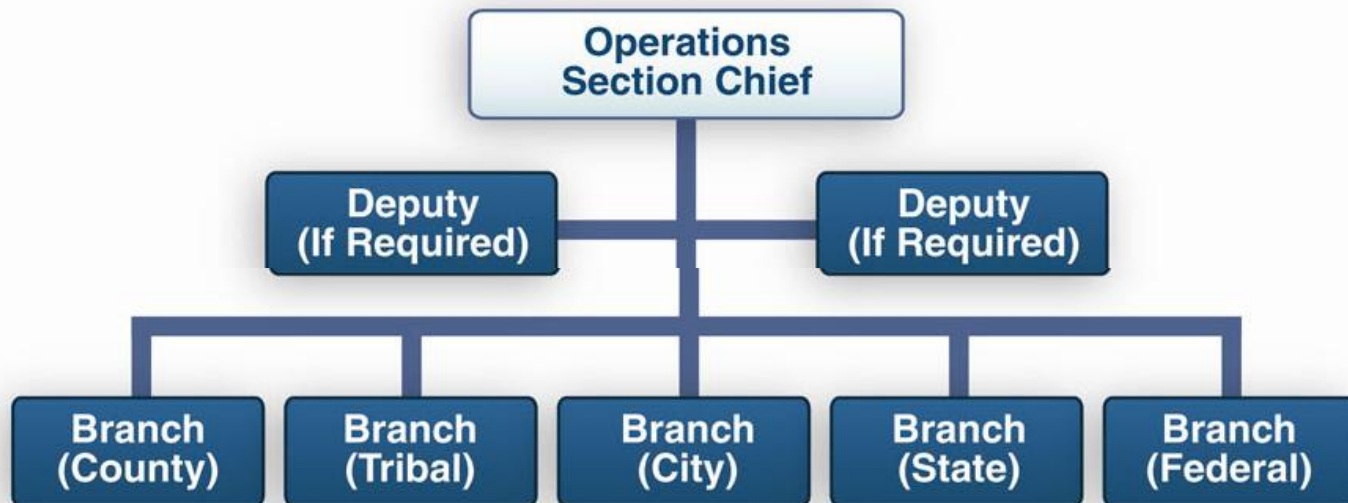 Operations
Section Chief
Deputy
(If Required)
Deputy
(If Required)
Branch
(County)
Branch
(Tribal)
Branch
(City)
Branch
(State)
Branch
(Federal)